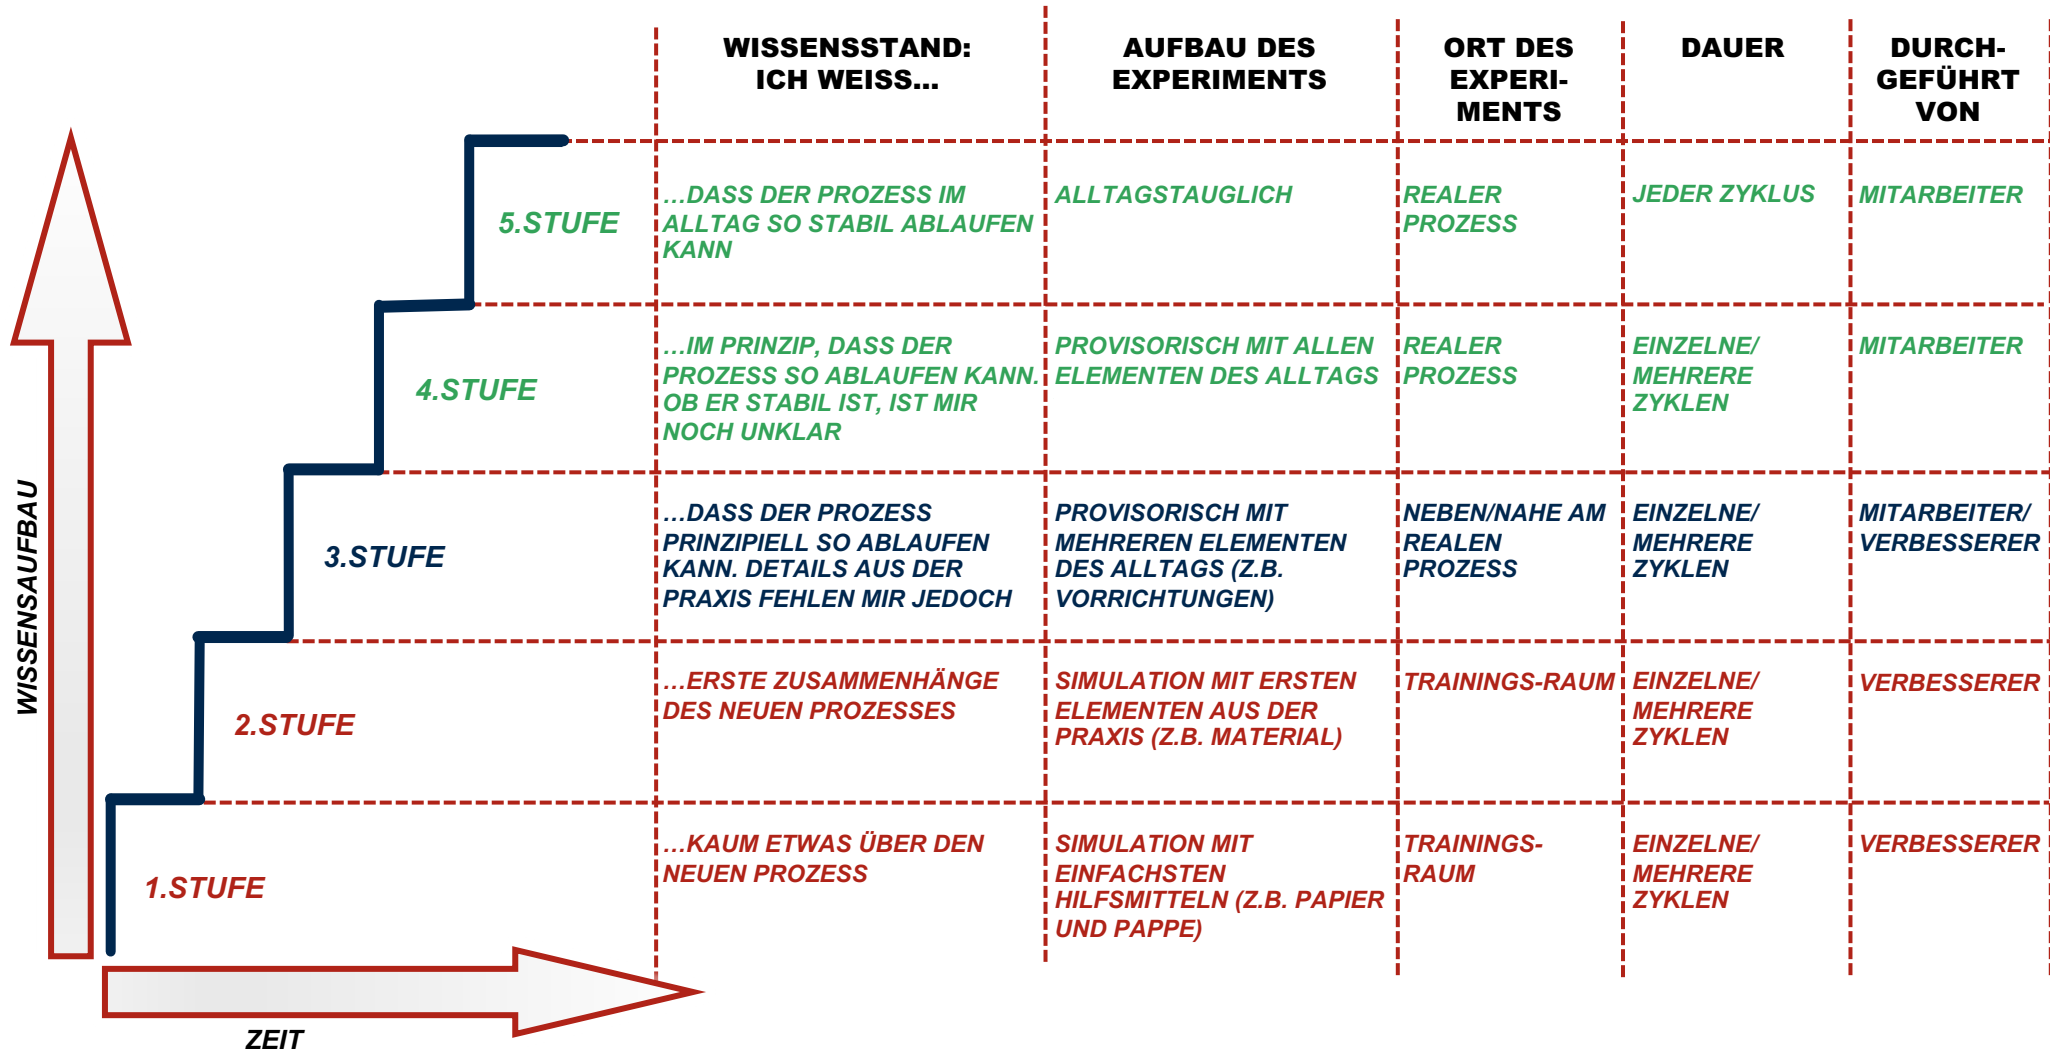 WISSENSSTAND:
ICH WEISS...
AUFBAU DES
EXPERIMENTS
ORT DES
EXPERI-
MENTS
DAUER
DURCH-
GEFÜHRT
VON
5.STUFE
...DASS DER PROZESS IM
ALLTAG SO STABIL ABLAUFEN
KANN
ALLTAGSTAUGLICH
REALER
PROZESS
JEDER ZYKLUS
MITARBEITER
4.STUFE
...IM PRINZIP, DASS DER
PROZESS SO ABLAUFEN KANN.
OB ER STABIL IST, IST MIR
NOCH UNKLAR
PROVISORISCH MIT ALLEN
ELEMENTEN DES ALLTAGS
REALER
PROZESS
EINZELNE/
MEHRERE
ZYKLEN
MITARBEITER
3.STUFE
...DASS DER PROZESS
PRINZIPIELL SO ABLAUFEN
KANN. DETAILS AUS DER
PRAXIS FEHLEN MIR JEDOCH
PROVISORISCH MIT
MEHREREN ELEMENTEN
DES ALLTAGS (Z.B.
VORRICHTUNGEN)
NEBEN/NAHE AM
REALEN
PROZESS
EINZELNE/
MEHRERE
ZYKLEN
MITARBEITER/
VERBESSERER
2.STUFE
...ERSTE ZUSAMMENHÄNGE
DES NEUEN PROZESSES
SIMULATION MIT ERSTEN
ELEMENTEN AUS DER
PRAXIS (Z.B. MATERIAL)
TRAININGS-RAUM
EINZELNE/
MEHRERE
ZYKLEN
VERBESSERER
1.STUFE
...KAUM ETWAS ÜBER DEN
NEUEN PROZESS
SIMULATION MIT
EINFACHSTEN
HILFSMITTELN (Z.B. PAPIER
UND PAPPE)
TRAININGS-
RAUM
EINZELNE/
MEHRERE
ZYKLEN
VERBESSERER
WISSENSAUFBAU
ZEIT